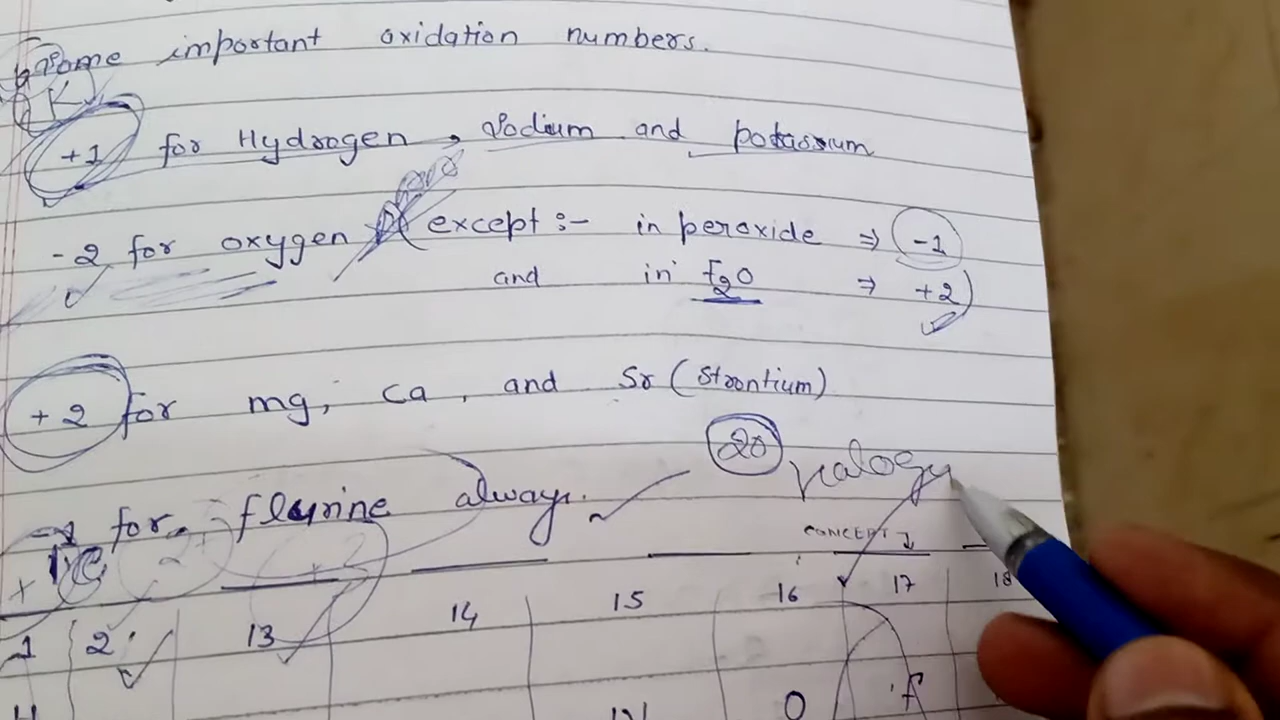 Some important oxidation numbers.
K
+1 for Hydrogen, Sodium and potassium
-2 for oxygen (except :- in peroxide ⇒ -1
and in F2O ⇒ +2)
+2 for mg, Ca, and Sr (Strontium)
20 halogen
-1 for flurine always.
CONCEPT ↓
1 2 13 14 15 16 17 18
H N O F